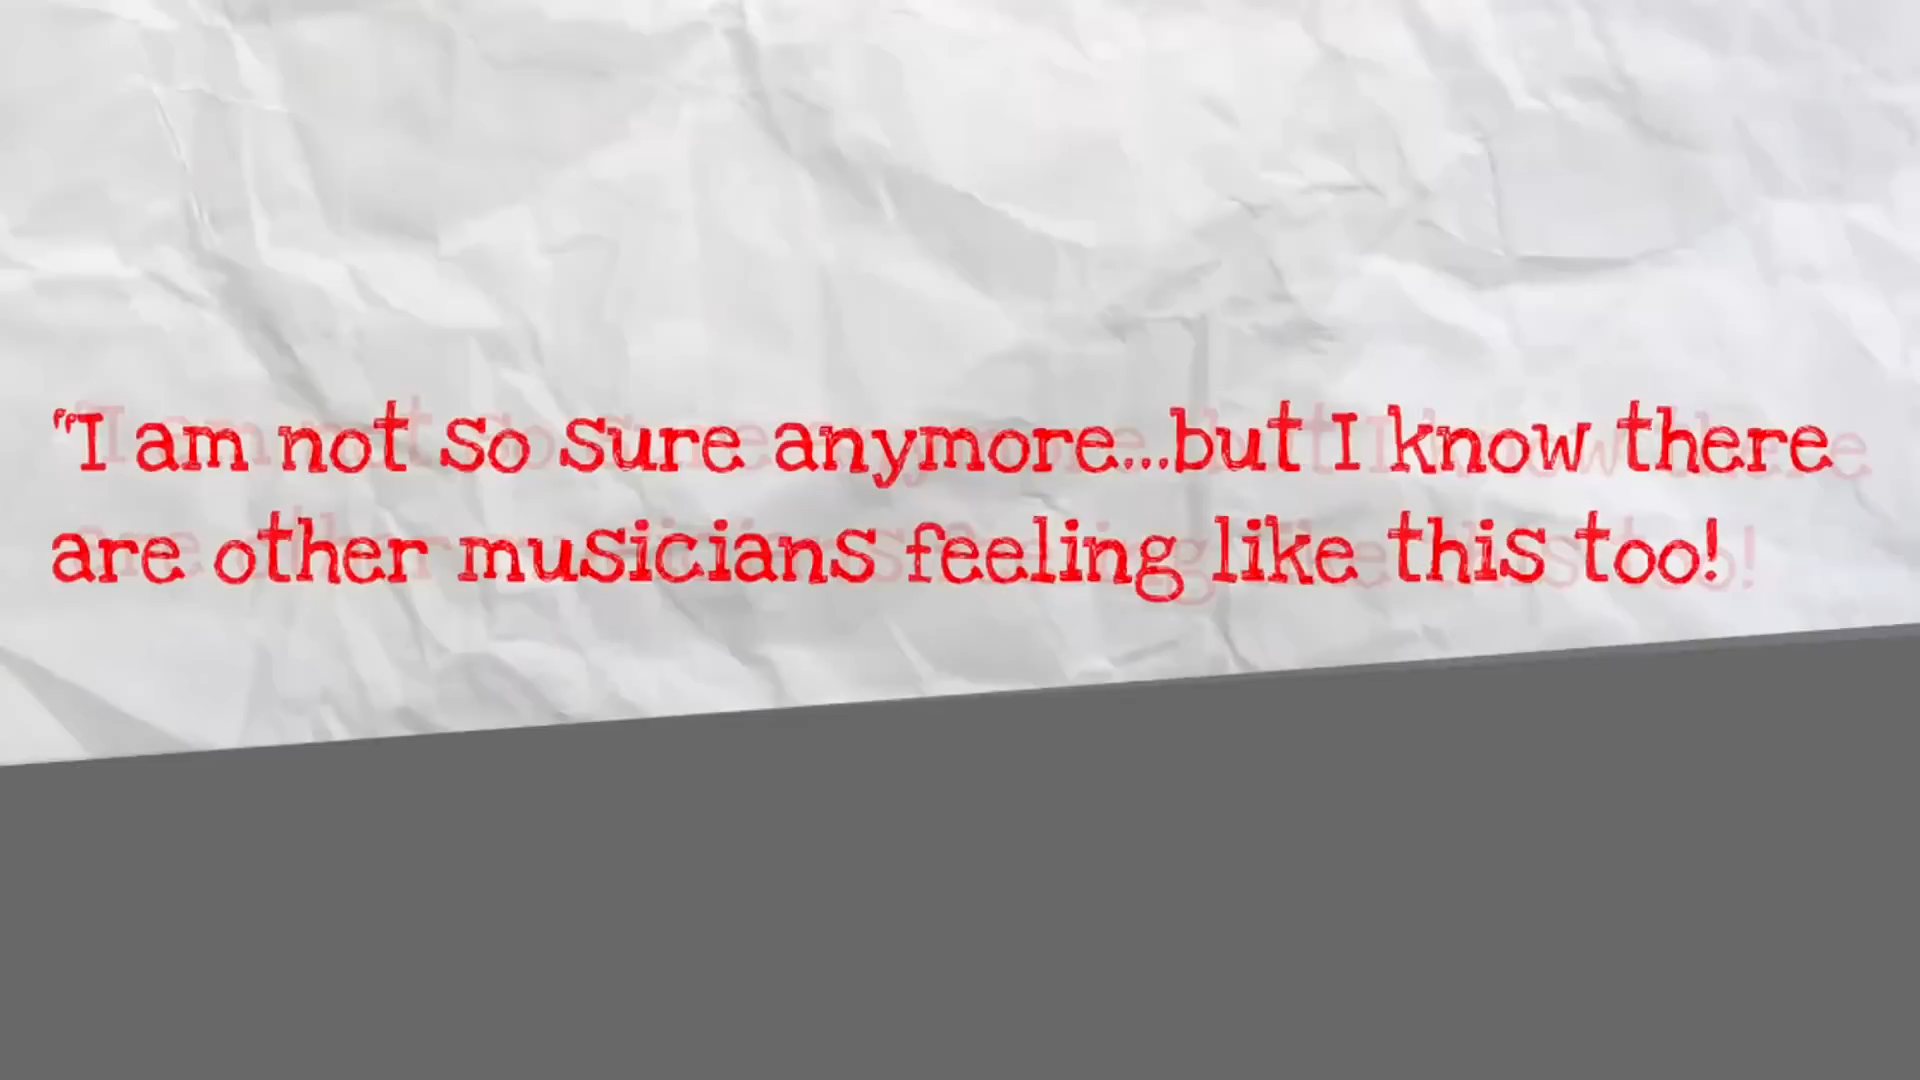 "I am not so sure anymore...but I know there
are other musicians feeling like this too!